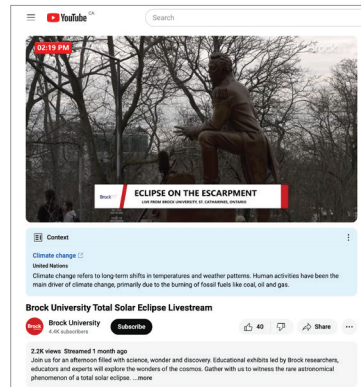 YouTube CA
Search
02:19 PM
Brock
ECLIPSE ON THE ESCARPMENT
LIVE FROM BROCK UNIVERSITY, ST. CATHARINES, ONTARIO
Context
Climate change
United Nations
Climate change refers to long-term shifts in temperatures and weather patterns. Human activities have been the
main driver of climate change, primarily due to the burning of fossil fuels like coal, oil and gas.
Brock University Total Solar Eclipse Livestream
Brock
Brock University
4.4K subscribers
Subscribe
40
Share
2.2K views Streamed 1 month ago
Join us for an afternoon filled with science, wonder and discovery. Educational exhibits led by Brock researchers,
educators and experts will explore the wonders of the cosmos. Gather with us to witness the rare astronomical
phenomenon of a total solar eclipse. ...more